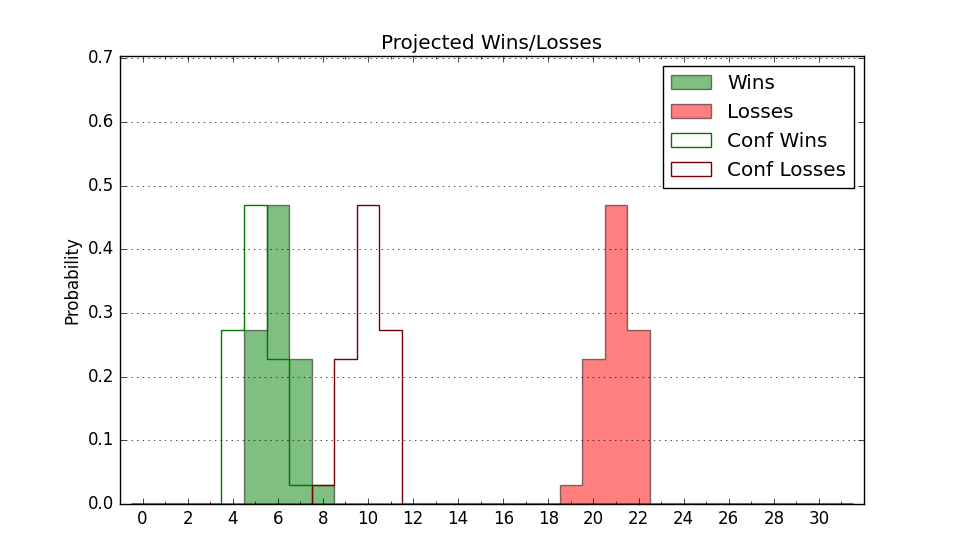 Projected Wins/Losses
Probability
0.7
0.6
0.5
0.4
0.3
0.2
0.1
0.0
Wins
Losses
Conf Wins
Conf Losses
0 2 4 6 8 10 12 14 16 18 20 22 24 26 28 30